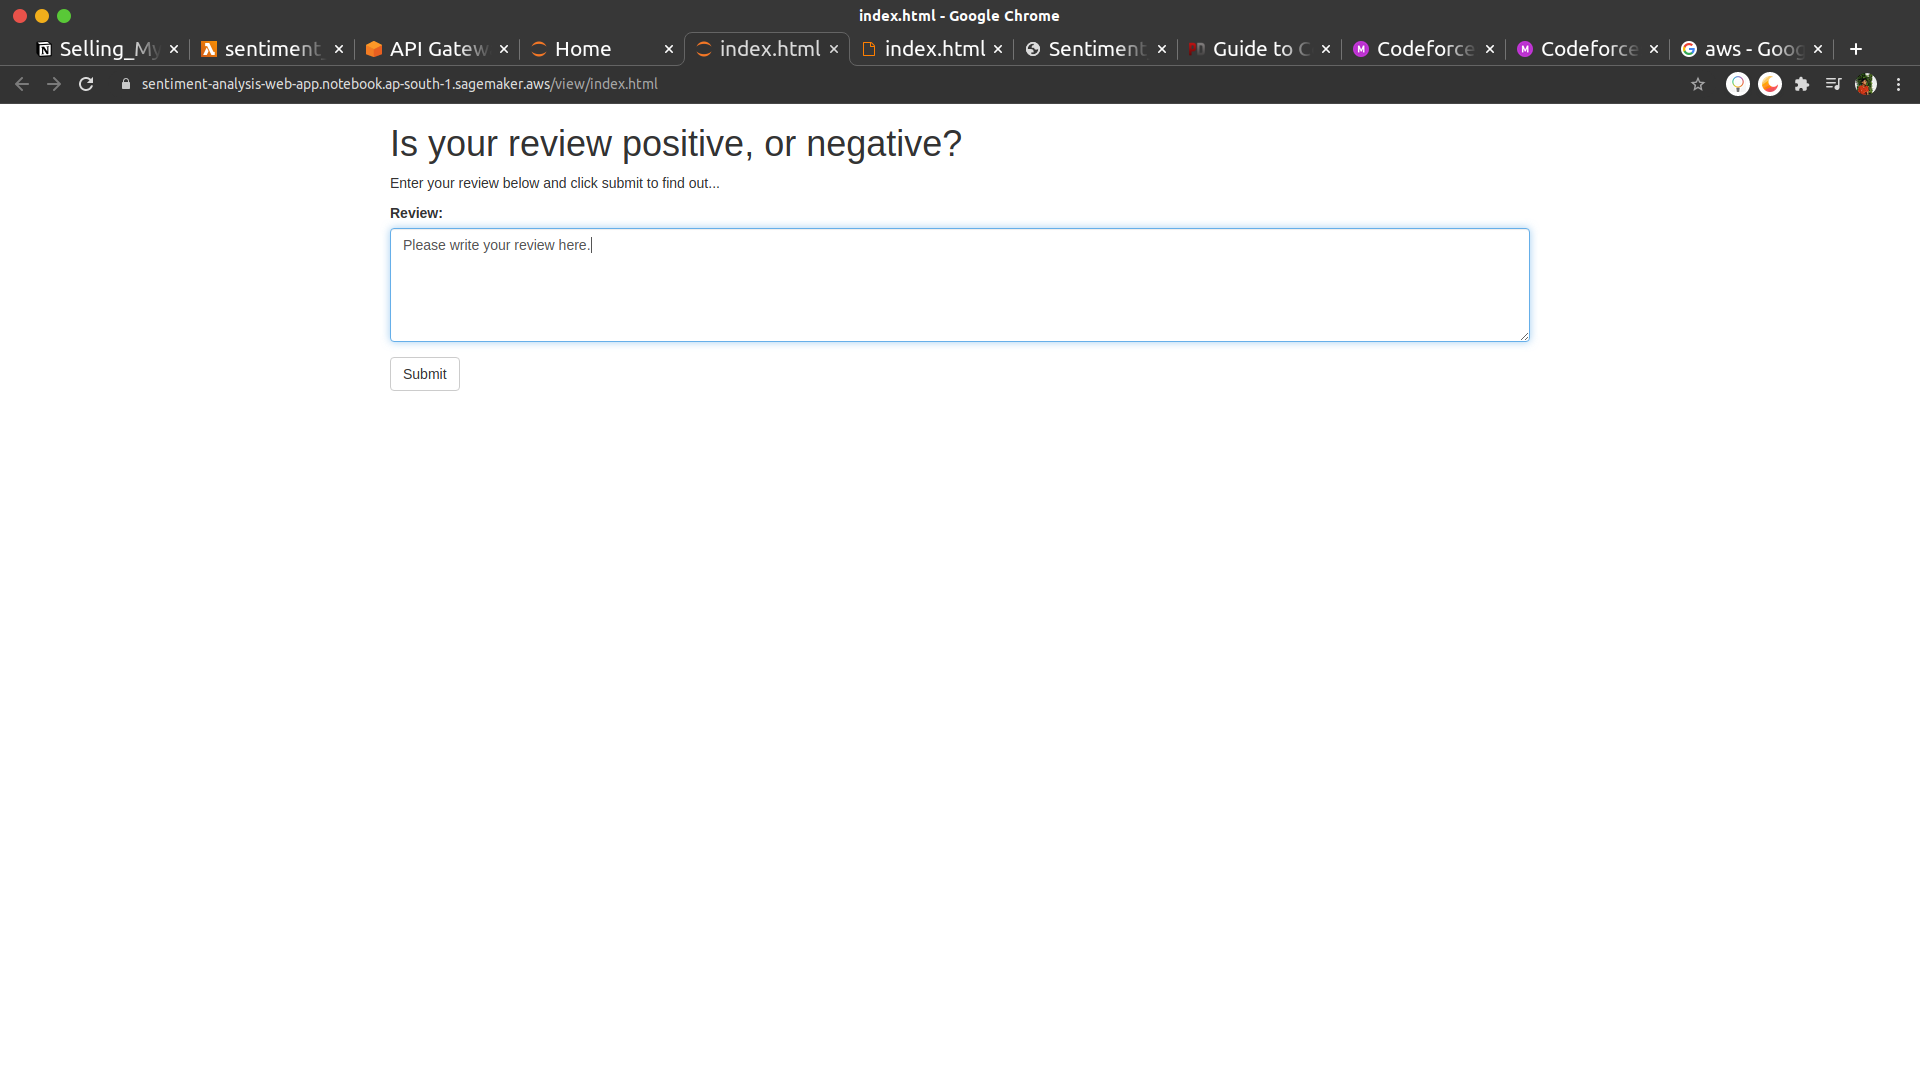 index.html - Google Chrome
Selling_My
sentiment_
API Gatew
Home
index.html
index.html
Sentiment
Guide to C
Codeforce
Codeforce
aws - Goog
sentiment-analysis-web-app.notebook.ap-south-1.sagemaker.aws/view/index.html
Is your review positive, or negative?
Enter your review below and click submit to find out...
Review:
Please write your review here.
Submit